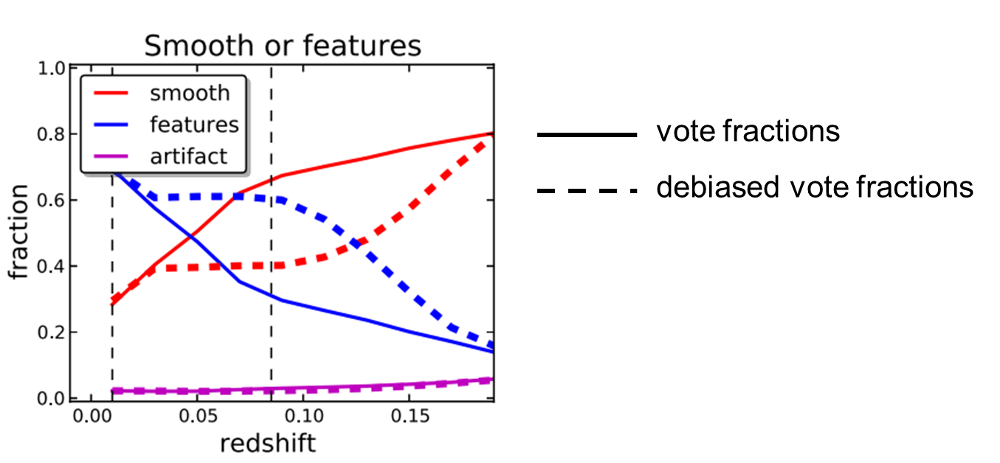 Smooth or features
1.0
0.8
0.6
0.4
0.2
0.0
fraction
smooth
features
artifact
0.00 0.05 0.10 0.15
redshift
vote fractions
debiased vote fractions